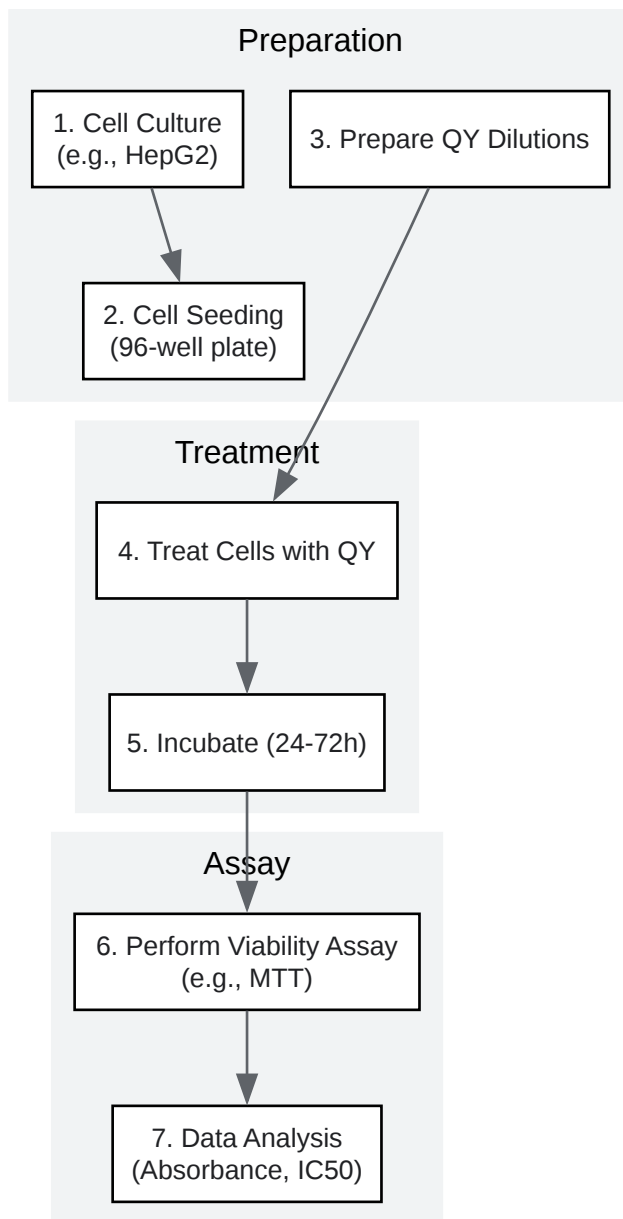 Preparation
1. Cell Culture
(e.g., HepG2)
3. Prepare QY Dilutions
2. Cell Seeding
(96-well plate)
Treatment
4. Treat Cells with QY
5. Incubate (24-72h)
Assay
6. Perform Viability Assay
(e.g., MTT)
7. Data Analysis
(Absorbance, IC50)